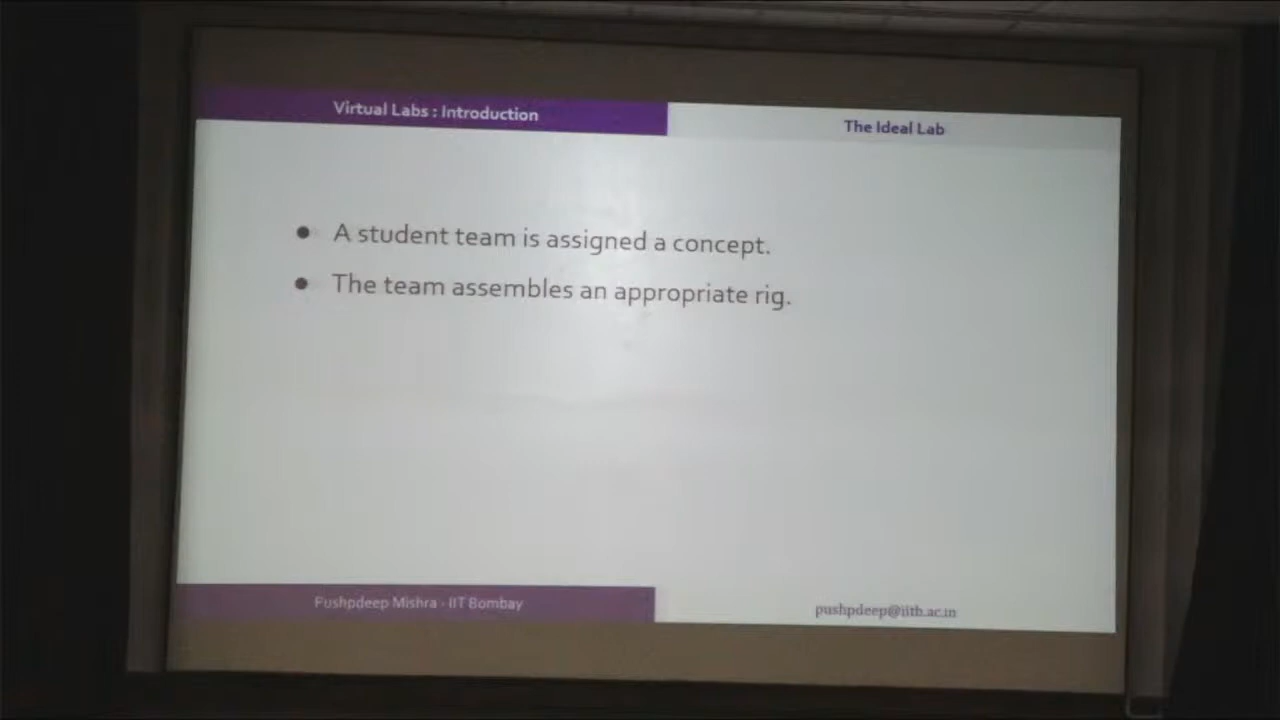 Virtual Labs : Introduction
The Ideal Lab
● A student team is assigned a concept.
● The team assembles an appropriate rig.
Pushpdeep Mishra - IIT Bombay
pushpdeep@iitb.ac.in